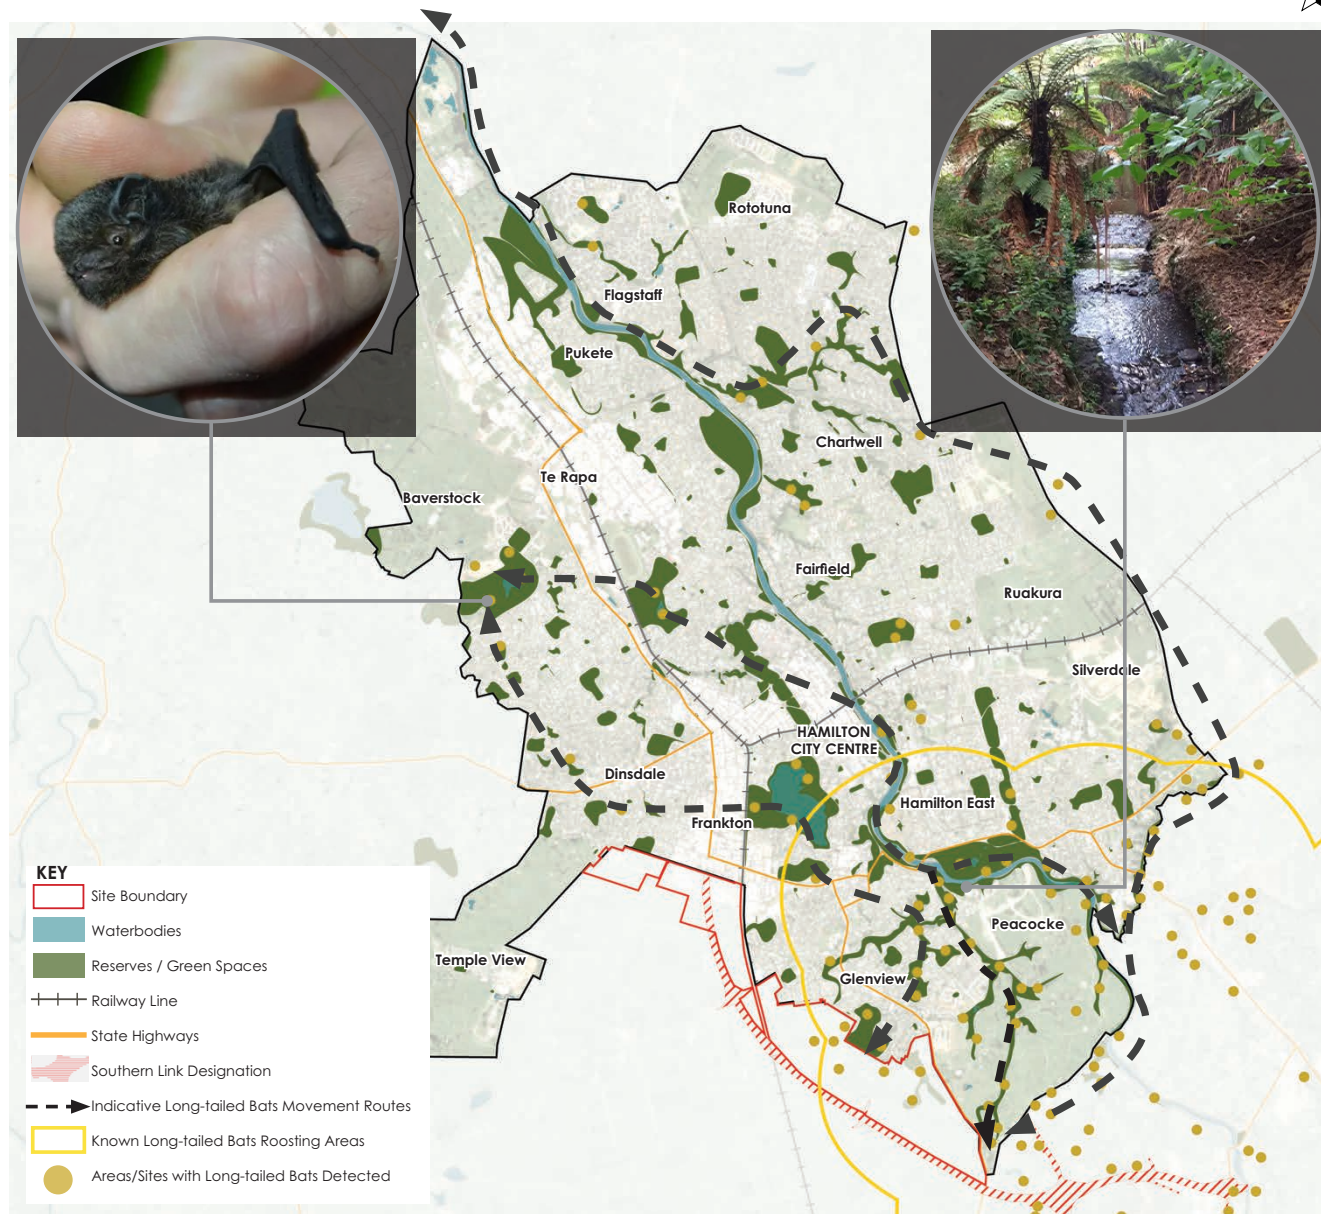 Rototuna
Flagstaff
Pukete
Chartwell
Te Rapa
Baverstock
Fairfield
Ruakura
Silverdale
HAMILTON
CITY CENTRE
Dinsdale
Hamilton East
Frankton
Peacocke
Temple View
Glenview
KEY
Site Boundary
Waterbodies
Reserves / Green Spaces
Railway Line
State Highways
Southern Link Designation
Indicative Long-tailed Bats Movement Routes
Known Long-tailed Bats Roosting Areas
Areas/Sites with Long-tailed Bats Detected